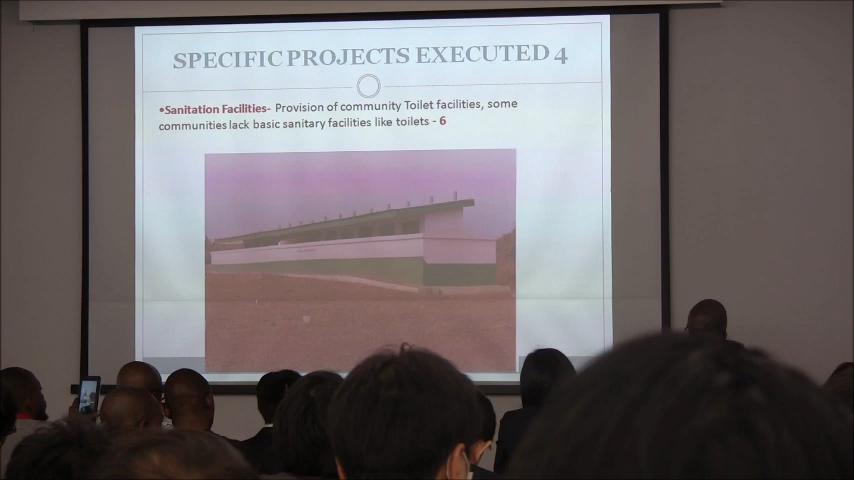 SPECIFIC PROJECTS EXECUTED 4
•Sanitation Facilities- Provision of community Toilet facilities, some
communities lack basic sanitary facilities like toilets - 6